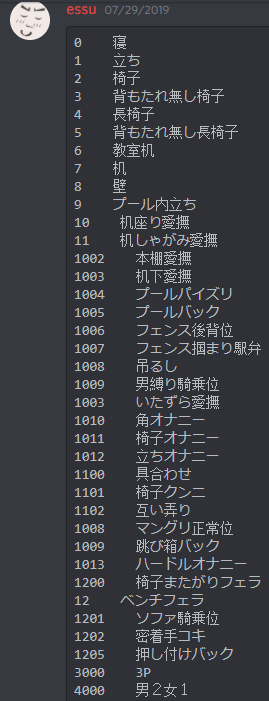 essu 07/29/2019
0 寝
1 立ち
2 椅子
3 背もたれ無し椅子
4 長椅子
5 背もたれ無し長椅子
6 教室机
7 机
8 壁
9 プール内立ち
10 机座り愛撫
11 机しゃがみ愛撫
1002 本棚愛撫
1003 机下愛撫
1004 プールパイズリ
1005 プールバック
1006 フェンス後背位
1007 フェンス掴まり駅弁
1008 吊るし
1009 男縛り騎乗位
1003 いたずら愛撫
1010 角オナニー
1011 椅子オナニー
1012 立ちオナニー
1100 具合わせ
1101 椅子クンニ
1102 互い弄り
1008 マングリ正常位
1009 跳び箱バック
1013 ハードルオナニー
1200 椅子またがりフェラ
12 ベンチフェラ
1201 ソファ騎乗位
1202 密着手コキ
1205 押し付けバック
3000 3P
4000 男２女１